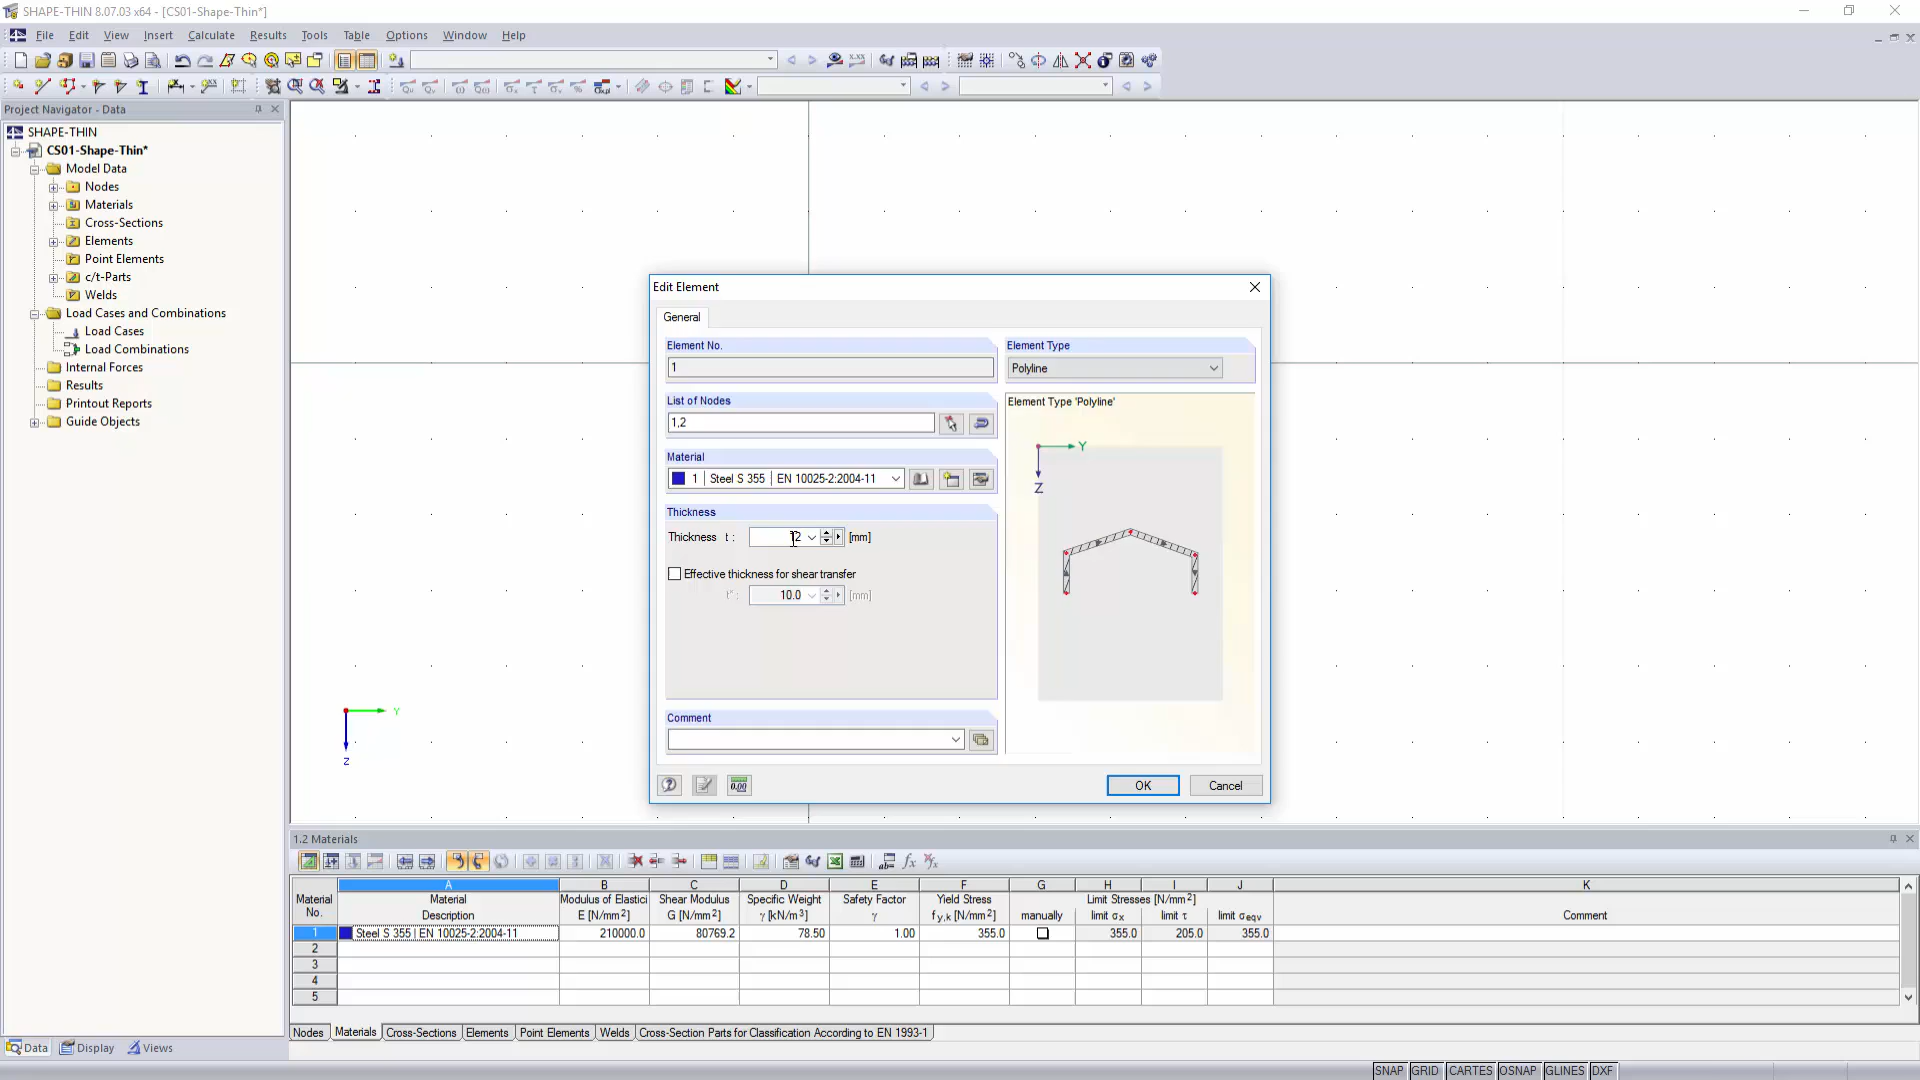 SHAPE-THIN 8.07.03 x64 - [CS01-Shape-Thin*]
File Edit View Insert Calculate Results Tools Table Options Window Help
Project Navigator - Data
SHAPE-THIN
CS01-Shape-Thin*
Model Data
Nodes
Materials
Cross-Sections
Elements
Point Elements
c/t-Parts
Welds
Load Cases and Combinations
Load Cases
Load Combinations
Internal Forces
Results
Printout Reports
Guide Objects
Data Display Views
Y
Z
Edit Element
General
Element No.
1
Element Type
Polyline
List of Nodes
1,2
Element Type 'Polyline'
Y
Z
Material
1 Steel S 355 | EN 10025-2:2004-11
Thickness
Thickness t : 12 [mm]
Effective thickness for shear transfer
t* : 10.0 [mm]
Comment
0.00
OK Cancel
1.2 Materials
A B C D E F G H I J K
Material No. Material Description Modulus of Elastici E [N/mm²] Shear Modulus G [N/mm²] Specific Weight γ [kN/m³] Safety Factor γ Yield Stress fy,k [N/mm²] manually Limit Stresses [N/mm²] limit σx limit τ limit σeqv Comment
1 Steel S 355 | EN 10025-2:2004-11 210000.0 80769.2 78.50 1.00 355.0 355.0 205.0 355.0
2
3
4
5
Nodes Materials Cross-Sections Elements Point Elements Welds Cross-Section Parts for Classification According to EN 1993-1
SNAP GRID CARTES OSNAP GLINES DXF